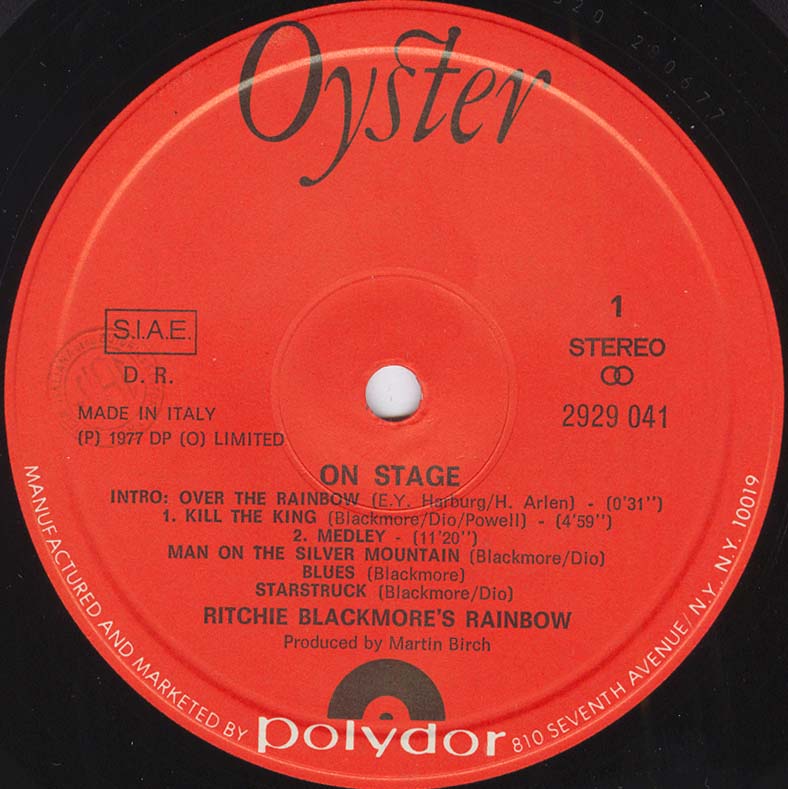 Oyster
S.I.A.E.
D. R.
MADE IN ITALY
(P) 1977 DP (O) LIMITED
1
STEREO
2929 041
ON STAGE
INTRO: OVER THE RAINBOW (E.Y. Harburg/H. Arlen) - (0'31'')
1. KILL THE KING (Blackmore/Dio/Powell) - (4'59'')
2. MEDLEY - (11'20'')
MAN ON THE SILVER MOUNTAIN (Blackmore/Dio)
BLUES (Blackmore)
STARSTRUCK (Blackmore/Dio)
RITCHIE BLACKMORE'S RAINBOW
Produced by Martin Birch
MANUFACTURED AND MARKETED BY polydor 810 SEVENTH AVENUE/N.Y. N.Y. 10019
290677